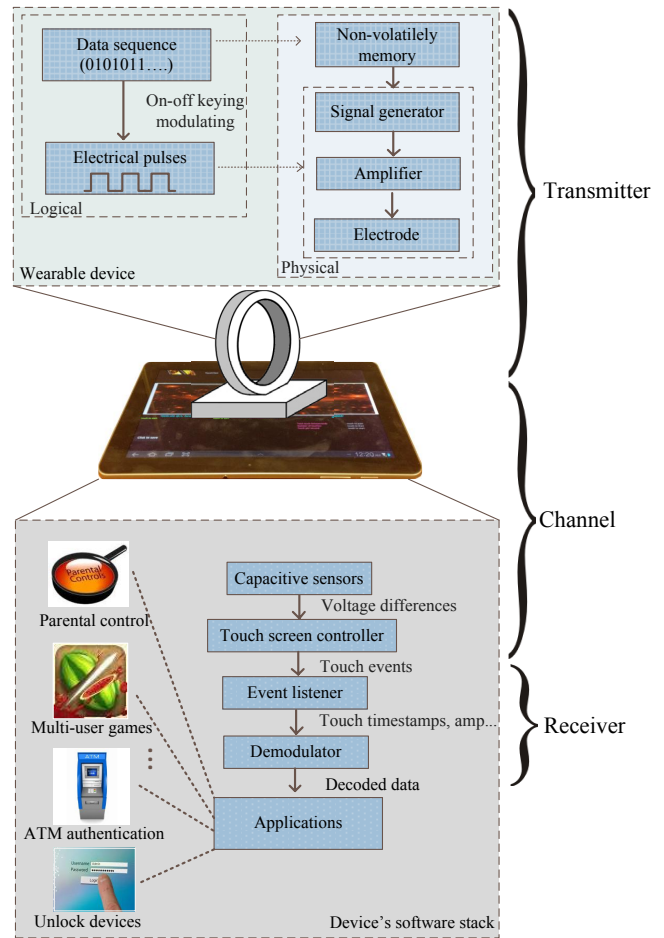 Data sequence
(0101011….)
Non-volatilely
memory
On-off keying
modulating
Signal generator
Electrical pulses
Amplifier
Electrode
Logical
Physical
Wearable device
Transmitter
Channel
Parental
Controls
Parental control
Capacitive sensors
Voltage differences
Touch screen controller
Touch events
Event listener
Multi-user games
Touch timestamps, amp...
Receiver
Demodulator
ATM
Decoded data
Applications
ATM authentication
Username
Password
Unlock devices
Device's software stack